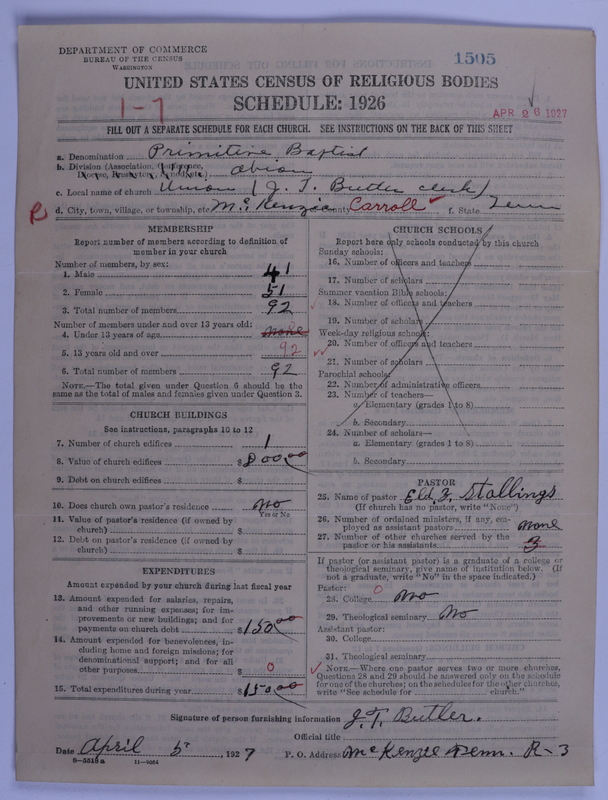 DEPARTMENT OF COMMERCE
BUREAU OF THE CENSUS
WASHINGTON
1505
UNITED STATES CENSUS OF RELIGIOUS BODIES
SCHEDULE: 1926
1-7
APR 26 1927
FILL OUT A SEPARATE SCHEDULE FOR EACH CHURCH. SEE INSTRUCTIONS ON THE BACK OF THIS SHEET
a. Denomination Primitive Baptist
b. Division (Association, Conference, Diocese, Presbytery, Synod, etc.) obion
c. Local name of church Union (J. T. Butler clerk)
R d. City, town, village, or township, etc. McKenzie County Carroll f. State Tenn
MEMBERSHIP
Report number of members according to definition of
member in your church
Number of members, by sex:
1. Male 41
2. Female 51
3. Total number of members 92
Number of members under and over 13 years old:
4. Under 13 years of age none
5. 13 years old and over 92
6. Total number of members 92
NOTE.—The total given under Question 6 should be the
same as the total of males and females given under Question 3.
CHURCH BUILDINGS
See instructions, paragraphs 10 to 12
7. Number of church edifices 1
8. Value of church edifices $ 800.00
9. Debt on church edifices $
10. Does church own pastor's residence No
Yes or No
11. Value of pastor's residence (if owned by
church) $
12. Debt on pastor's residence (if owned by
church) $
EXPENDITURES
Amount expended by your church during last fiscal year
13. Amount expended for salaries, repairs,
and other running expenses; for im-
provements or new buildings; and for
payments on church debt $ 150.00
14. Amount expended for benevolences, in-
cluding home and foreign missions; for
denominational support; and for all
other purposes $ 0
15. Total expenditures during year $ 150.00
CHURCH SCHOOLS
Report here only schools conducted by this church
Sunday schools:
16. Number of officers and teachers
17. Number of scholars
Summer vacation Bible schools:
18. Number of officers and teachers
19. Number of scholars
Week-day religious schools:
20. Number of officers and teachers
21. Number of scholars
Parochial schools:
22. Number of administrative officers
23. Number of teachers—
a. Elementary (grades 1 to 8)
b. Secondary
24. Number of scholars—
a. Elementary (grades 1 to 8)
b. Secondary
PASTOR
25. Name of pastor Eld. Z. Stallings
(If church has no pastor, write "None")
26. Number of ordained ministers, if any, em-
ployed as assistant pastors none
27. Number of other churches served by the
pastor or his assistants 3
If pastor (or assistant pastor) is a graduate of a college or
theological seminary, give name of institution below. (If
not a graduate, write "No" in the space indicated.)
Pastor: 0
28. College No
29. Theological seminary No
Assistant pastor:
30. College
31. Theological seminary
NOTE.—Where one pastor serves two or more churches,
Questions 28 and 29 should be answered only on the schedule
for one of the churches; on the schedules for the other churches,
write "See schedule for church."
Signature of person furnishing information J. T. Butler.
Official title
Date April 5, 1927 P. O. Address McKenzie Tenn. R-3
8-5518a 11-9564